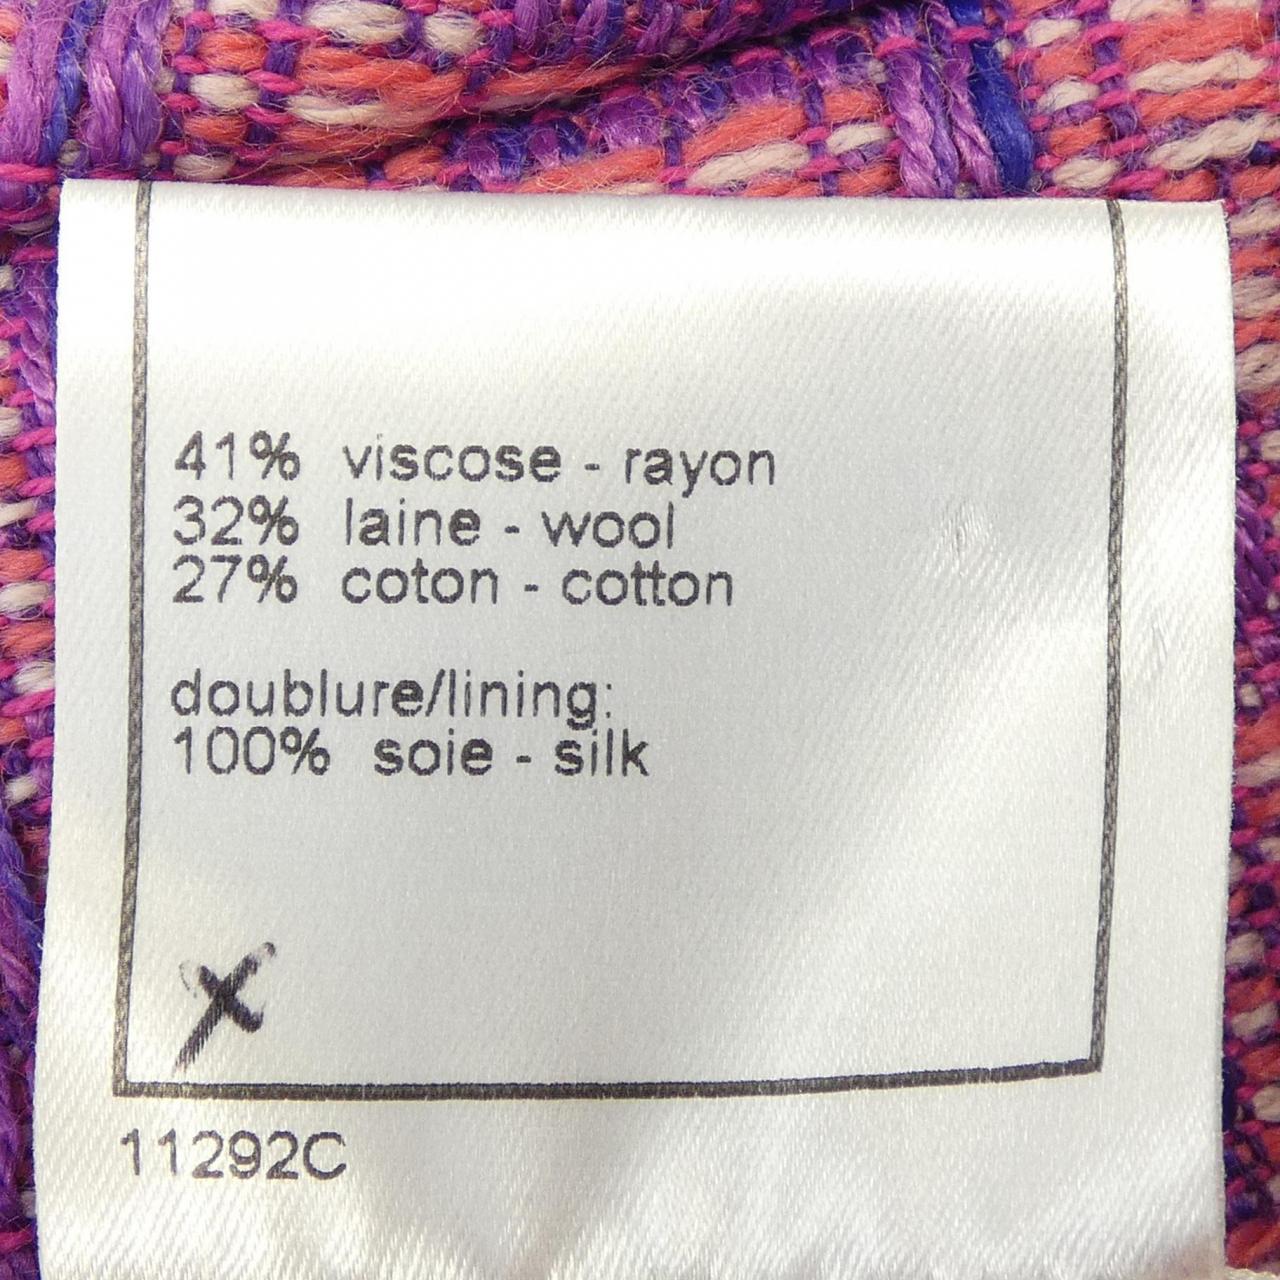 41% viscose - rayon
32% laine - wool
27% coton - cotton
doublure/lining:
100% soie - silk
X
11292C